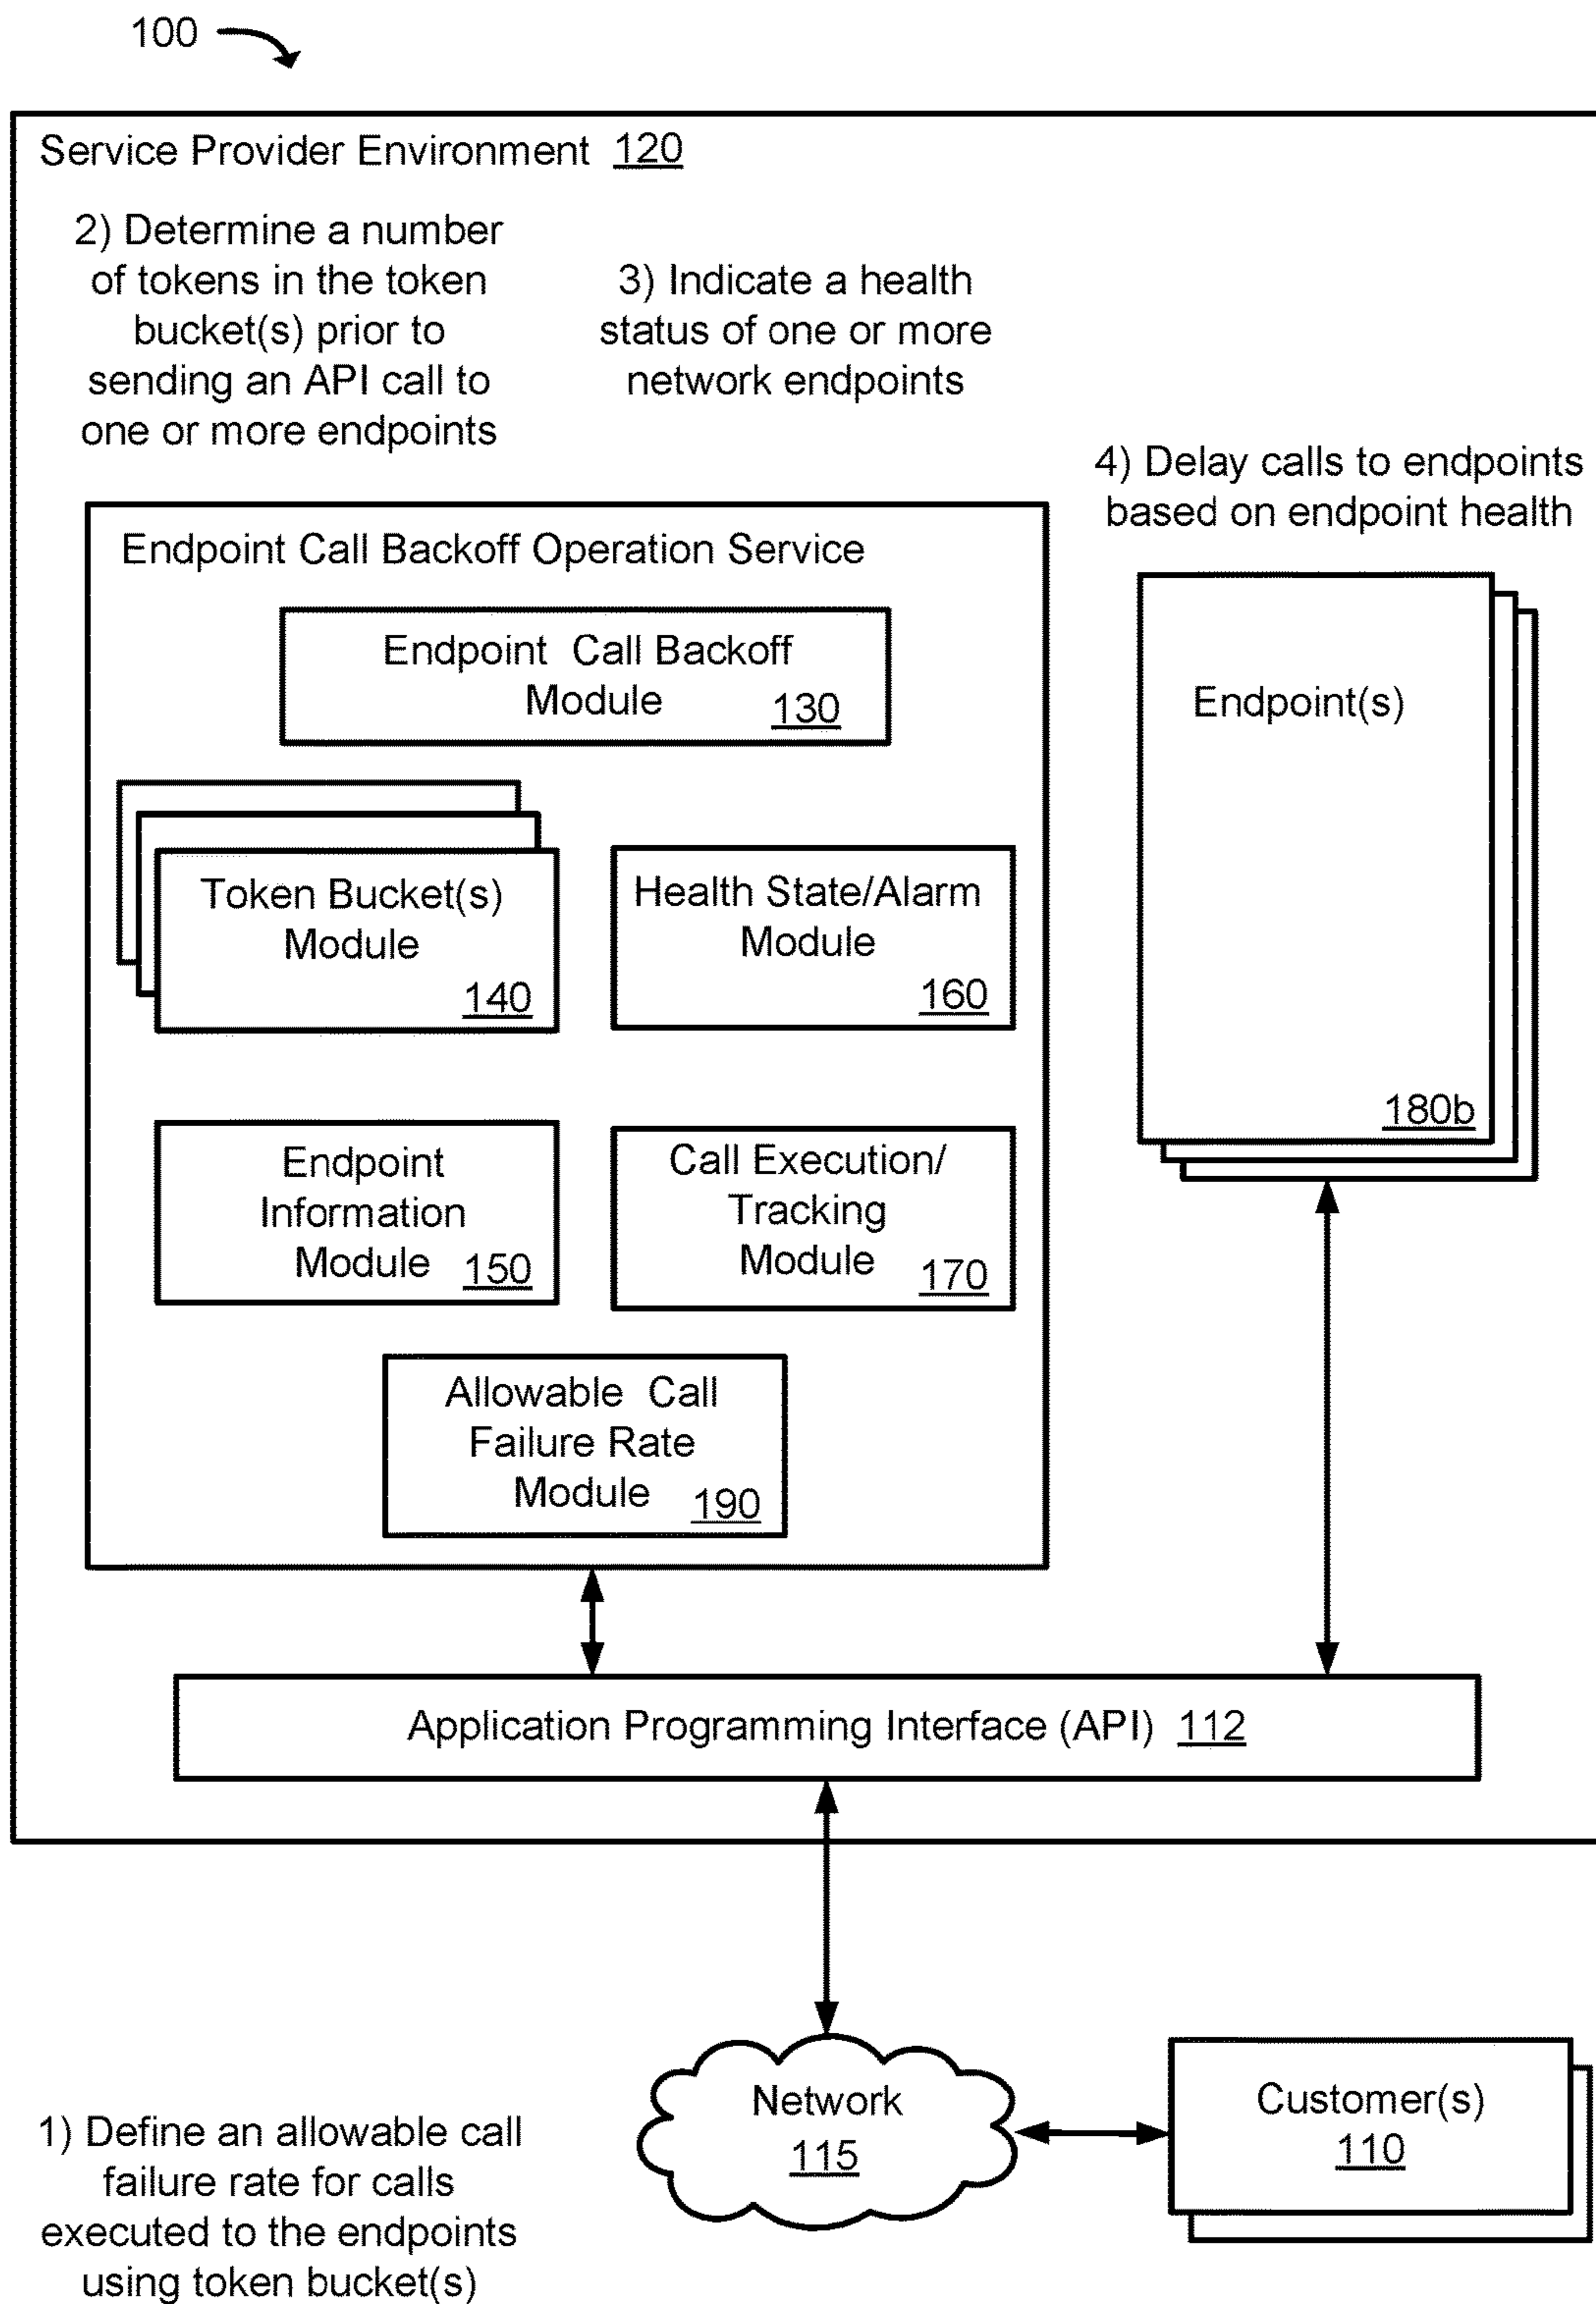 100
Service Provider Environment 120
2) Determine a number
of tokens in the token
bucket(s) prior to
sending an API call to
one or more endpoints
3) Indicate a health
status of one or more
network endpoints
4) Delay calls to endpoints
based on endpoint health
Endpoint Call Backoff Operation Service
Endpoint Call Backoff
Module 130
Token Bucket(s)
Module
140
Health State/Alarm
Module
160
Endpoint(s)
180b
Endpoint
Information
Module 150
Call Execution/
Tracking
Module 170
Allowable Call
Failure Rate
Module 190
Application Programming Interface (API) 112
Network
115
Customer(s)
110
1) Define an allowable call
failure rate for calls
executed to the endpoints
using token bucket(s)